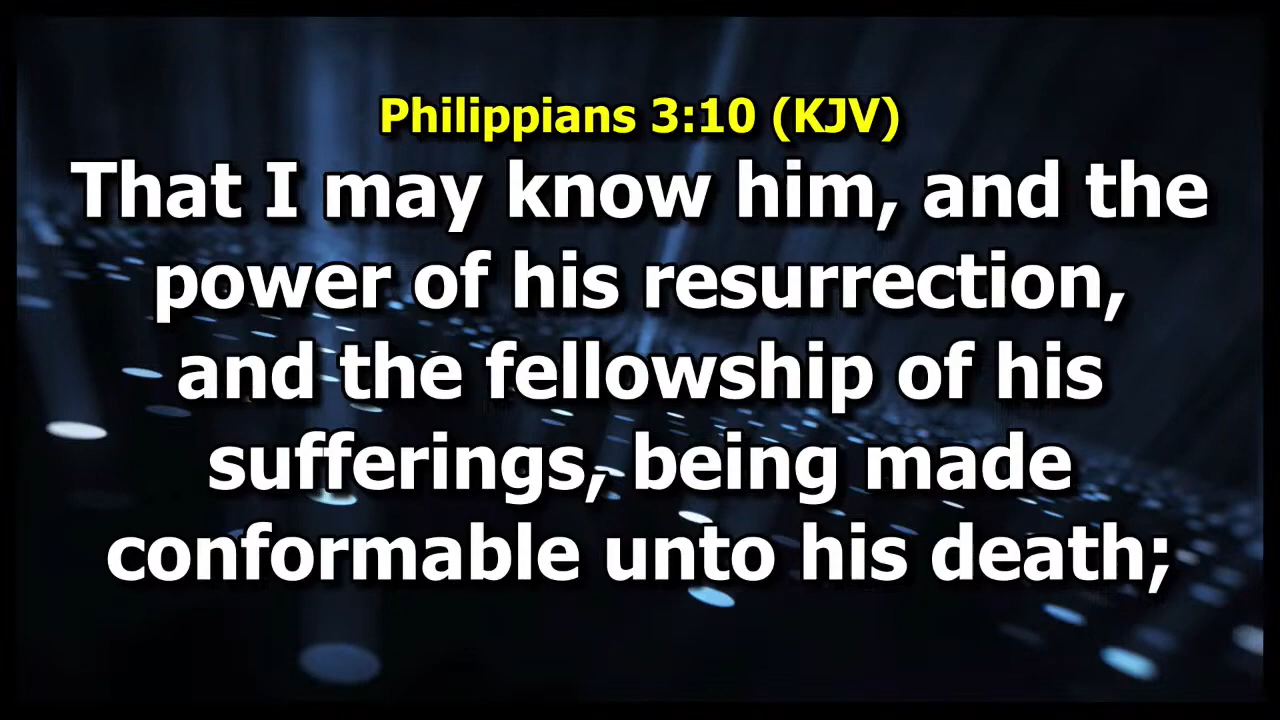 Philippians 3:10 (KJV)
That I may know him, and the
power of his resurrection,
and the fellowship of his
sufferings, being made
conformable unto his death;